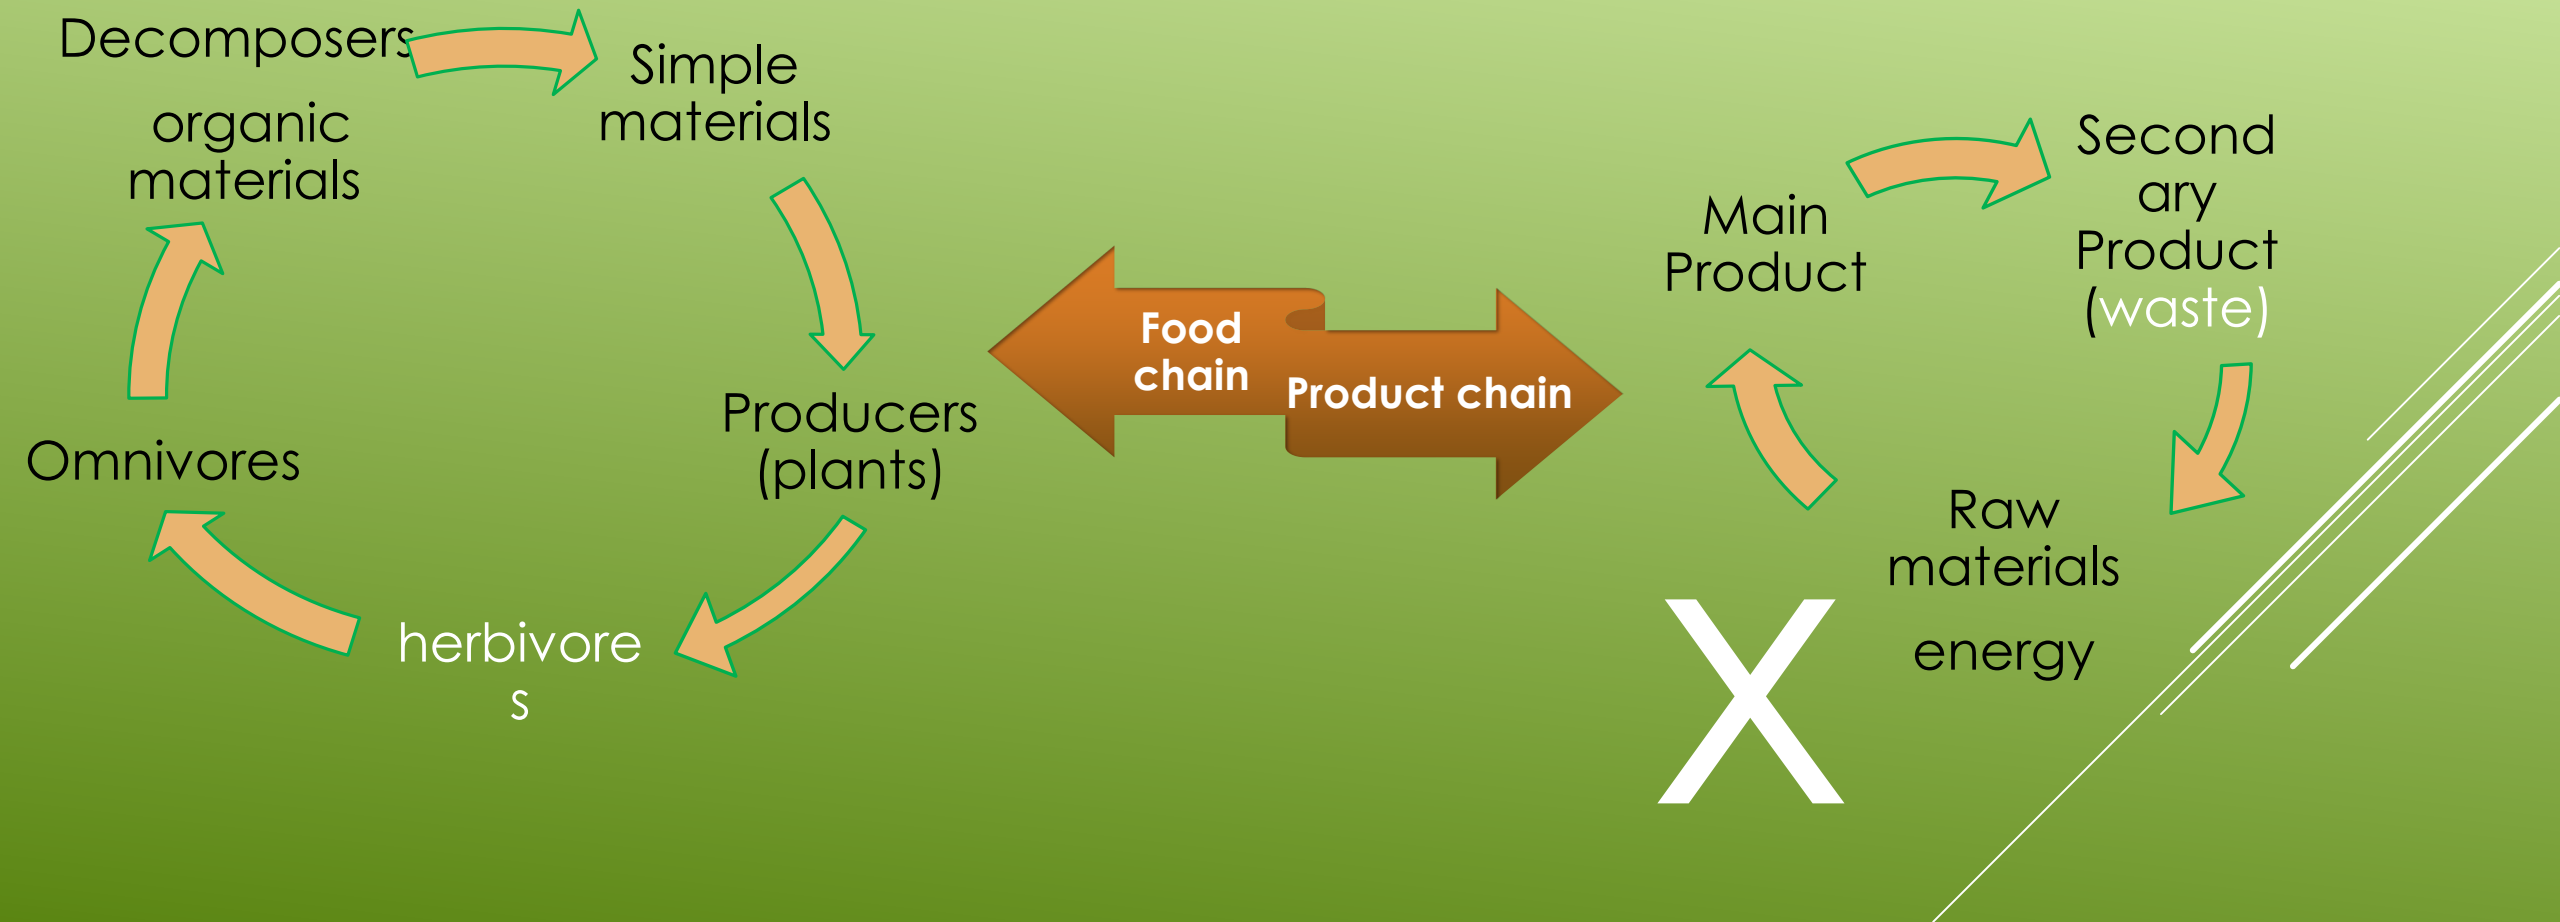 Decomposers
organic
materials
Simple
materials
Producers
(plants)
herbivore
s
Omnivores
Food
chain
Product chain
Main
Product
Second
ary
Product
(waste)
Raw
materials
energy
X